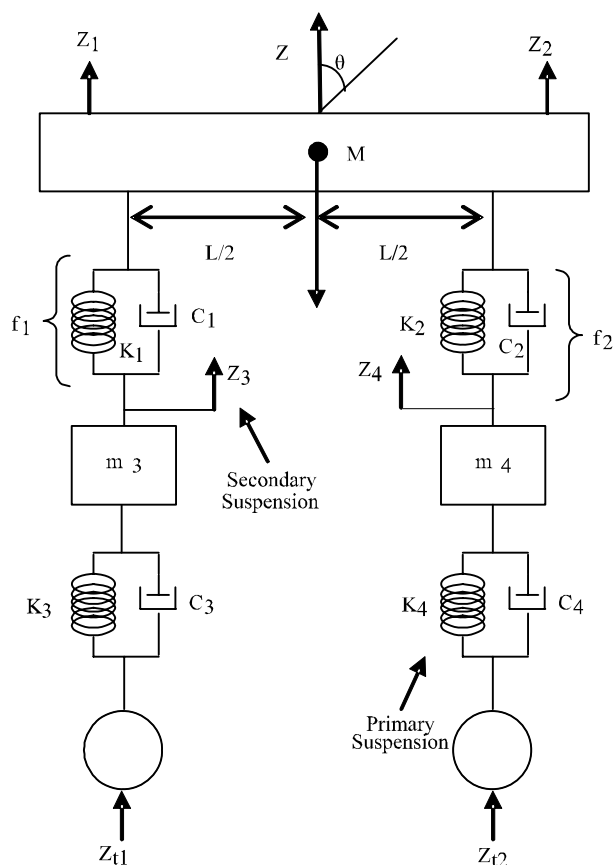 Z1
Z
θ
Z2
M
L/2
L/2
f1
C1
K1
K2
C2
f2
Z3
Z4
m 3
Secondary
Suspension
m 4
K3
C3
K4
C4
Primary
Suspension
Zt1
Zt2